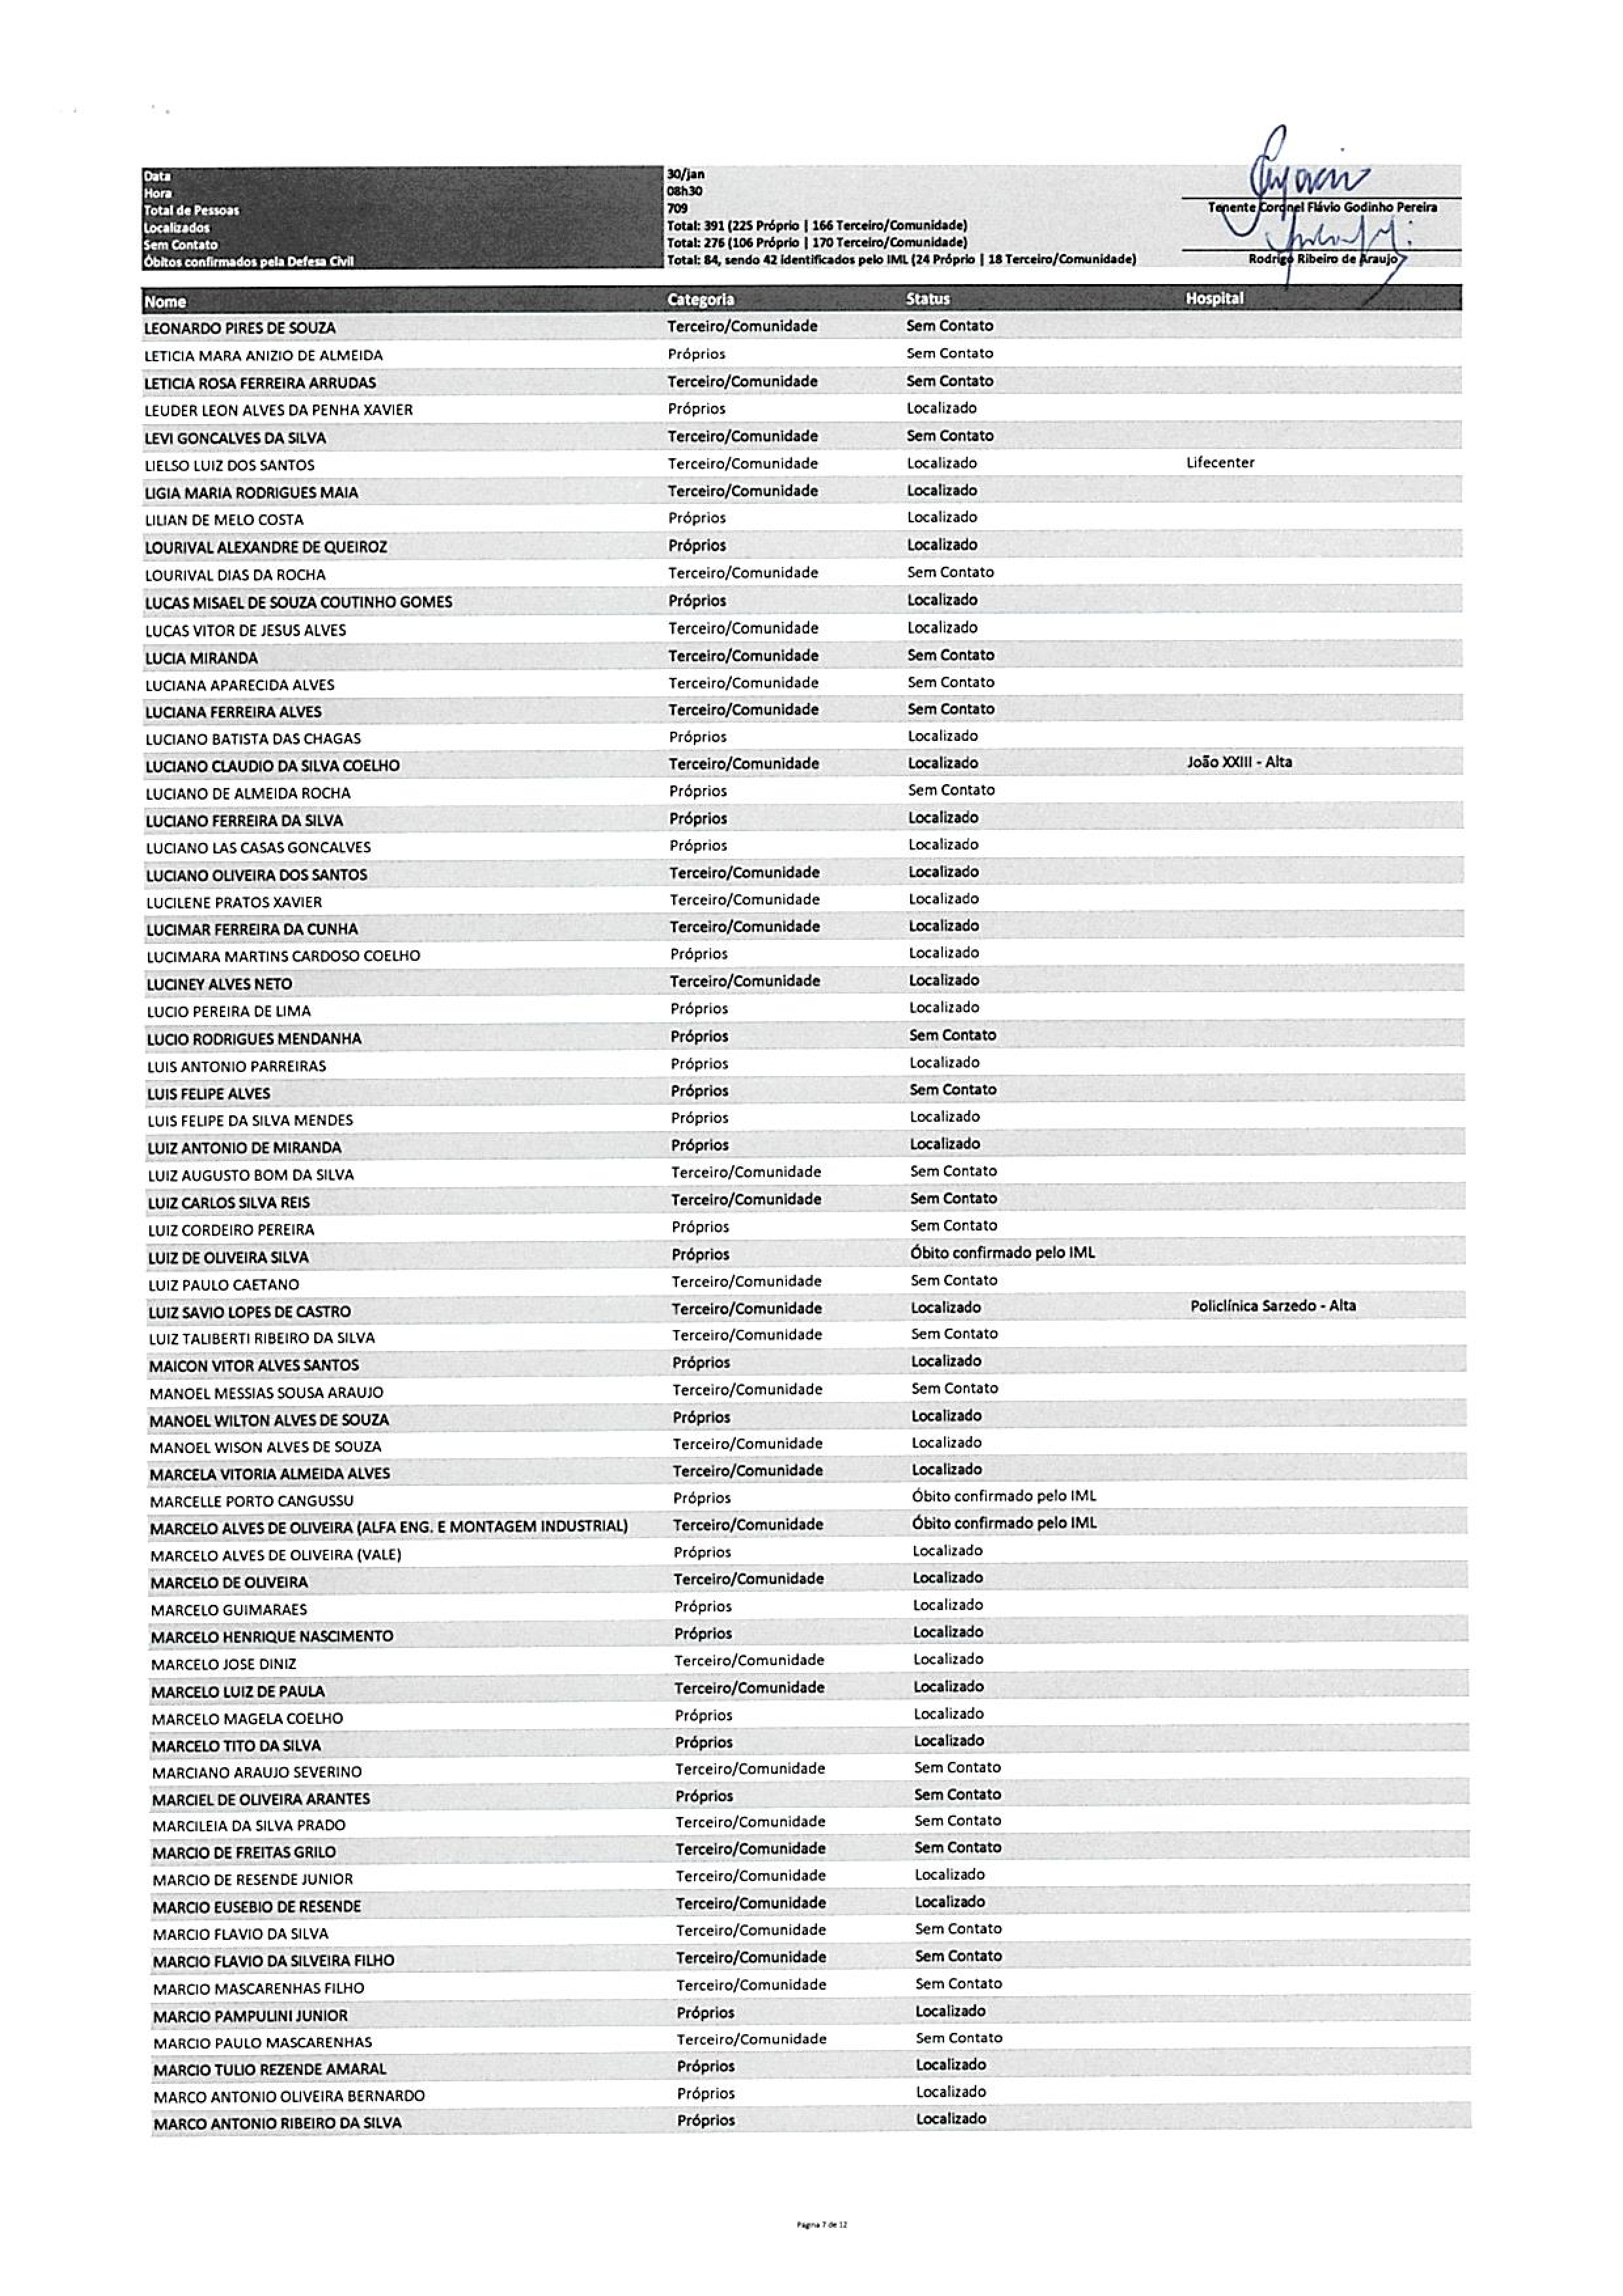 Data 30/jan
Hora 08h30
Total de Pessoas 709
Localizados Total: 391 (225 Próprio | 166 Terceiro/Comunidade)
Sem Contato Total: 276 (106 Próprio | 170 Terceiro/Comunidade)
Óbitos confirmados pela Defesa Civil Total: 84, sendo 42 identificados pelo IML (24 Próprio | 18 Terceiro/Comunidade)
Tenente Coronel Flávio Godinho Pereira
Rodrigo Ribeiro de Araujo
Nome Categoria Status Hospital
LEONARDO PIRES DE SOUZA Terceiro/Comunidade Sem Contato
LETICIA MARA ANIZIO DE ALMEIDA Próprios Sem Contato
LETICIA ROSA FERREIRA ARRUDAS Terceiro/Comunidade Sem Contato
LEUDER LEON ALVES DA PENHA XAVIER Próprios Localizado
LEVI GONCALVES DA SILVA Terceiro/Comunidade Sem Contato
LIELSO LUIZ DOS SANTOS Terceiro/Comunidade Localizado Lifecenter
LIGIA MARIA RODRIGUES MAIA Terceiro/Comunidade Localizado
LILIAN DE MELO COSTA Próprios Localizado
LOURIVAL ALEXANDRE DE QUEIROZ Próprios Localizado
LOURIVAL DIAS DA ROCHA Terceiro/Comunidade Sem Contato
LUCAS MISAEL DE SOUZA COUTINHO GOMES Próprios Localizado
LUCAS VITOR DE JESUS ALVES Terceiro/Comunidade Localizado
LUCIA MIRANDA Terceiro/Comunidade Sem Contato
LUCIANA APARECIDA ALVES Terceiro/Comunidade Sem Contato
LUCIANA FERREIRA ALVES Terceiro/Comunidade Sem Contato
LUCIANO BATISTA DAS CHAGAS Próprios Localizado
LUCIANO CLAUDIO DA SILVA COELHO Terceiro/Comunidade Localizado João XXIII - Alta
LUCIANO DE ALMEIDA ROCHA Próprios Sem Contato
LUCIANO FERREIRA DA SILVA Próprios Localizado
LUCIANO LAS CASAS GONCALVES Próprios Localizado
LUCIANO OLIVEIRA DOS SANTOS Terceiro/Comunidade Localizado
LUCILENE PRATOS XAVIER Terceiro/Comunidade Localizado
LUCIMAR FERREIRA DA CUNHA Terceiro/Comunidade Localizado
LUCIMARA MARTINS CARDOSO COELHO Próprios Localizado
LUCINEY ALVES NETO Terceiro/Comunidade Localizado
LUCIO PEREIRA DE LIMA Próprios Localizado
LUCIO RODRIGUES MENDANHA Próprios Sem Contato
LUIS ANTONIO PARREIRAS Próprios Localizado
LUIS FELIPE ALVES Próprios Sem Contato
LUIS FELIPE DA SILVA MENDES Próprios Localizado
LUIZ ANTONIO DE MIRANDA Próprios Localizado
LUIZ AUGUSTO BOM DA SILVA Terceiro/Comunidade Sem Contato
LUIZ CARLOS SILVA REIS Terceiro/Comunidade Sem Contato
LUIZ CORDEIRO PEREIRA Próprios Sem Contato
LUIZ DE OLIVEIRA SILVA Próprios Óbito confirmado pelo IML
LUIZ PAULO CAETANO Terceiro/Comunidade Sem Contato
LUIZ SAVIO LOPES DE CASTRO Terceiro/Comunidade Localizado Policlínica Sarzedo - Alta
LUIZ TALIBERTI RIBEIRO DA SILVA Terceiro/Comunidade Sem Contato
MAICON VITOR ALVES SANTOS Próprios Localizado
MANOEL MESSIAS SOUSA ARAUJO Terceiro/Comunidade Sem Contato
MANOEL WILTON ALVES DE SOUZA Próprios Localizado
MANOEL WISON ALVES DE SOUZA Terceiro/Comunidade Localizado
MARCELA VITORIA ALMEIDA ALVES Terceiro/Comunidade Localizado
MARCELLE PORTO CANGUSSU Próprios Óbito confirmado pelo IML
MARCELO ALVES DE OLIVEIRA (ALFA ENG. E MONTAGEM INDUSTRIAL) Terceiro/Comunidade Óbito confirmado pelo IML
MARCELO ALVES DE OLIVEIRA (VALE) Próprios Localizado
MARCELO DE OLIVEIRA Terceiro/Comunidade Localizado
MARCELO GUIMARAES Próprios Localizado
MARCELO HENRIQUE NASCIMENTO Próprios Localizado
MARCELO JOSE DINIZ Terceiro/Comunidade Localizado
MARCELO LUIZ DE PAULA Terceiro/Comunidade Localizado
MARCELO MAGELA COELHO Próprios Localizado
MARCELO TITO DA SILVA Próprios Localizado
MARCIANO ARAUJO SEVERINO Terceiro/Comunidade Sem Contato
MARCIEL DE OLIVEIRA ARANTES Próprios Sem Contato
MARCILEIA DA SILVA PRADO Terceiro/Comunidade Sem Contato
MARCIO DE FREITAS GRILO Terceiro/Comunidade Sem Contato
MARCIO DE RESENDE JUNIOR Terceiro/Comunidade Localizado
MARCIO EUSEBIO DE RESENDE Terceiro/Comunidade Localizado
MARCIO FLAVIO DA SILVA Terceiro/Comunidade Sem Contato
MARCIO FLAVIO DA SILVEIRA FILHO Terceiro/Comunidade Sem Contato
MARCIO MASCARENHAS FILHO Terceiro/Comunidade Sem Contato
MARCIO PAMPULINI JUNIOR Próprios Localizado
MARCIO PAULO MASCARENHAS Terceiro/Comunidade Sem Contato
MARCIO TULIO REZENDE AMARAL Próprios Localizado
MARCO ANTONIO OLIVEIRA BERNARDO Próprios Localizado
MARCO ANTONIO RIBEIRO DA SILVA Próprios Localizado
Página 7 de 12